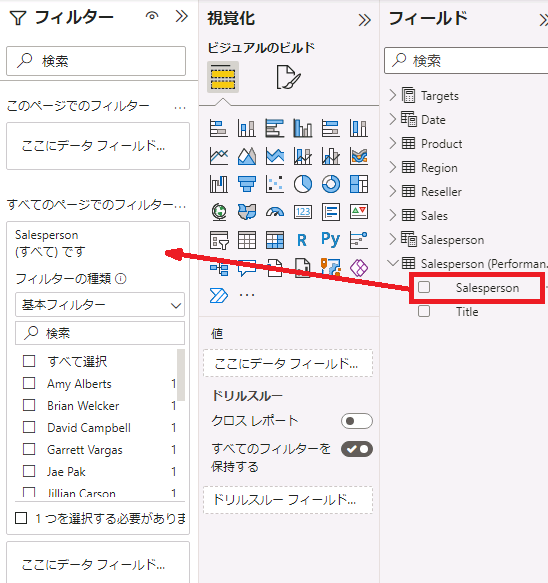 フィルター
検索
このページでのフィルター ...
ここにデータ フィールド...
すべてのページでのフィルター...
Salesperson
(すべて) です
フィルターの種類
基本フィルター
検索
すべて選択
Amy Alberts 1
Brian Welcker 1
David Campbell 1
Garrett Vargas 1
Jae Pak 1
Jillian Carson 1
1 つを選択する必要がありま
ここにデータ フィールド...
視覚化
ビジュアルのビルド
123
R
Py
...
値
ここにデータ フィールド...
ドリルスルー
クロス レポート
すべてのフィルターを
保持する
ドリルスルー フィールド...
フィールド
検索
Targets
Date
Product
Region
Reseller
Sales
Salesperson
Salesperson (Performan...
Salesperson
Title